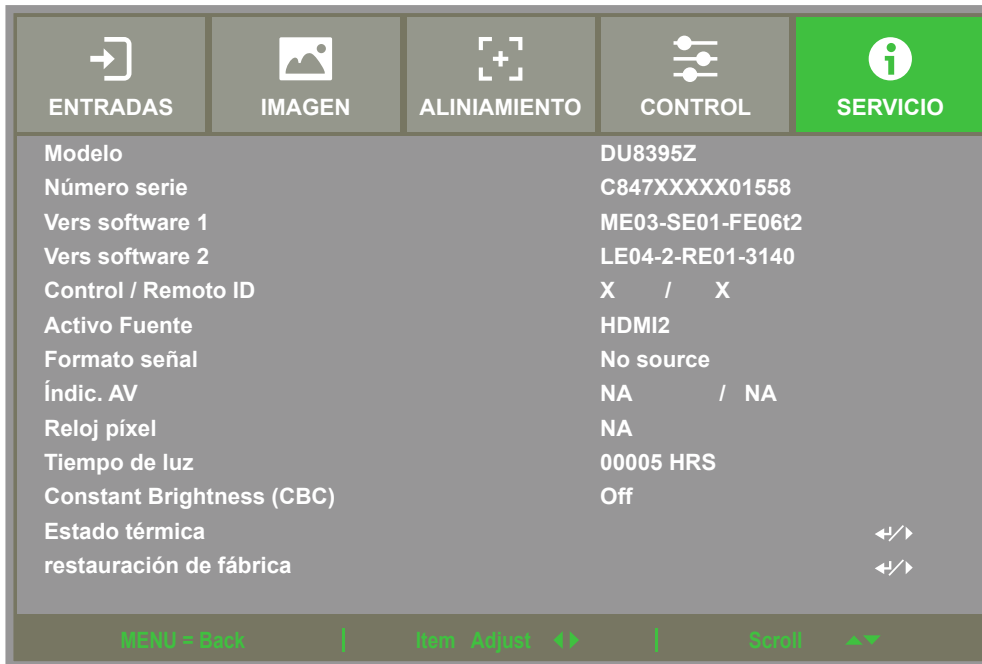 ENTRADAS IMAGEN ALINIAMIENTO CONTROL SERVICIO
Modelo DU8395Z
Número serie C847XXXXX01558
Vers software 1 ME03-SE01-FE06t2
Vers software 2 LE04-2-RE01-3140
Control / Remoto ID X / X
Activo Fuente HDMI2
Formato señal No source
Índic. AV NA / NA
Reloj píxel NA
Tiempo de luz 00005 HRS
Constant Brightness (CBC) Off
Estado térmica
restauración de fábrica
MENU = Back | Item Adjust | Scroll